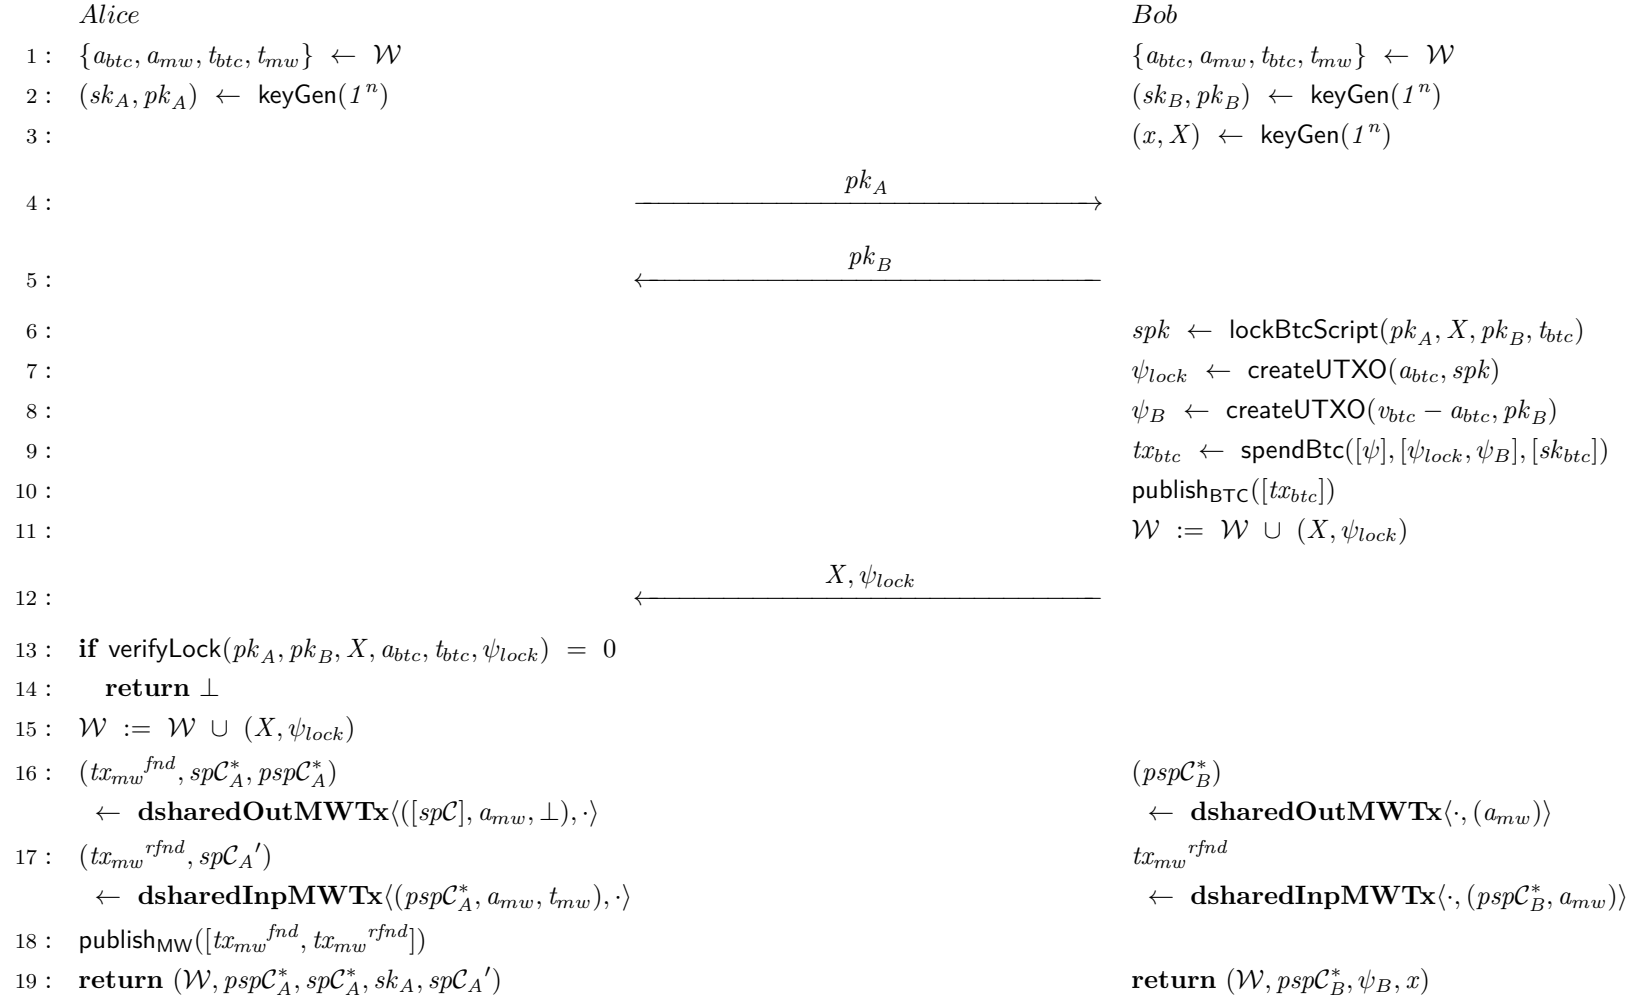 Alice Bob
1 : {a_btc, a_mw, t_btc, t_mw} ← 𝒲 {a_btc, a_mw, t_btc, t_mw} ← 𝒲
2 : (sk_A, pk_A) ← keyGen(1^n) (sk_B, pk_B) ← keyGen(1^n)
3 : (x, X) ← keyGen(1^n)
4 : pk_A
5 : pk_B
6 : spk ← lockBtcScript(pk_A, X, pk_B, t_btc)
7 : ψ_lock ← createUTXO(a_btc, spk)
8 : ψ_B ← createUTXO(v_btc − a_btc, pk_B)
9 : tx_btc ← spendBtc([ψ], [ψ_lock, ψ_B], [sk_btc])
10 : publish_BTC([tx_btc])
11 : 𝒲 := 𝒲 ∪ (X, ψ_lock)
12 : X, ψ_lock
13 : if verifyLock(pk_A, pk_B, X, a_btc, t_btc, ψ_lock) = 0
14 : return ⊥
15 : 𝒲 := 𝒲 ∪ (X, ψ_lock)
16 : (tx_mw^fnd, sp𝒞*_A, psp𝒞*_A) (psp𝒞*_B)
← dsharedOutMWTx⟨([sp𝒞], a_mw, ⊥), ·⟩ ← dsharedOutMWTx⟨·, (a_mw)⟩
17 : (tx_mw^rfnd, sp𝒞_A′) tx_mw^rfnd
← dsharedInpMWTx⟨(psp𝒞*_A, a_mw, t_mw), ·⟩ ← dsharedInpMWTx⟨·, (psp𝒞*_B, a_mw)⟩
18 : publish_MW([tx_mw^fnd, tx_mw^rfnd])
19 : return (𝒲, psp𝒞*_A, sp𝒞*_A, sk_A, sp𝒞_A′) return (𝒲, psp𝒞*_B, ψ_B, x)